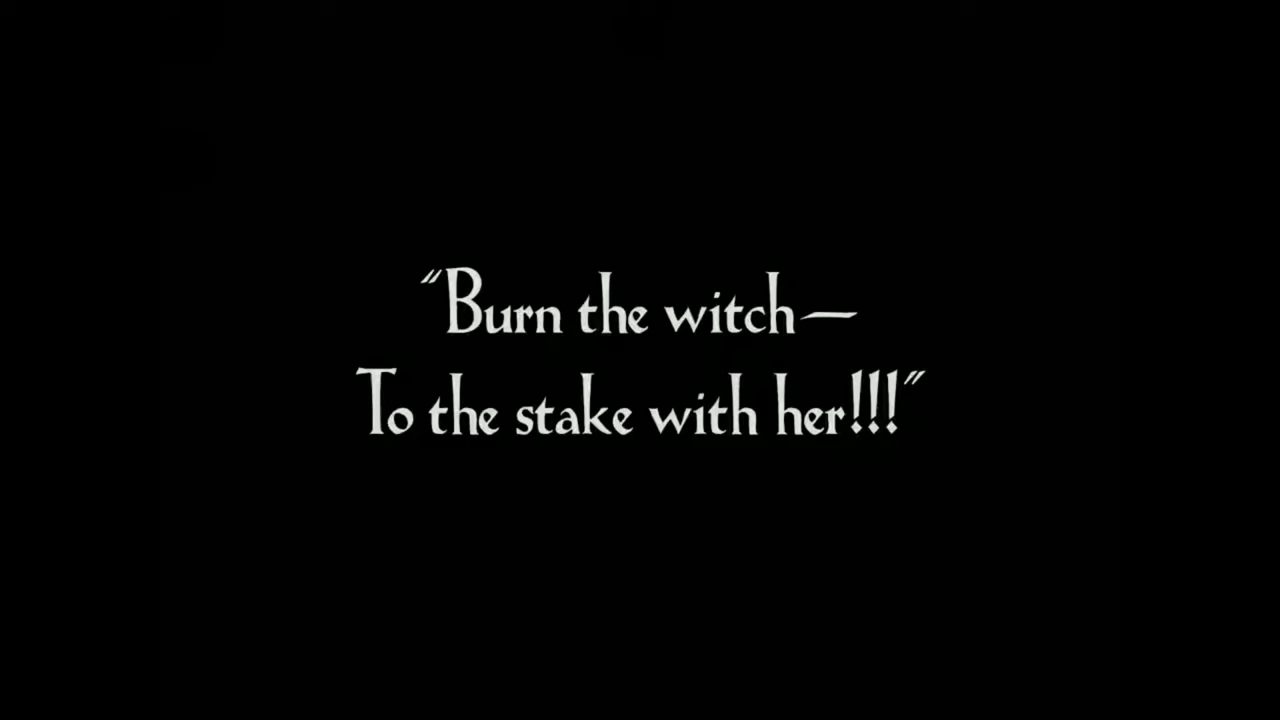 "Burn the witch—
To the stake with her!!!"